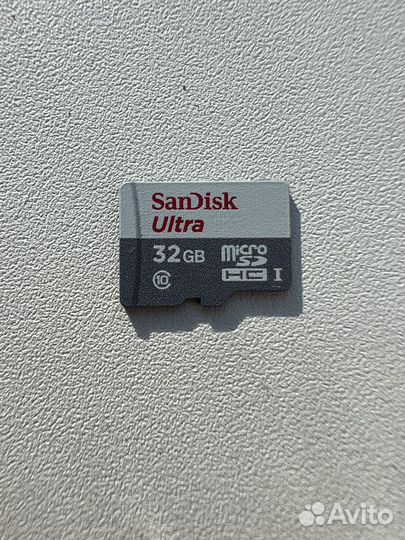 SanDisk
Ultra
32GB
micro
SD
HC I
10
Avito